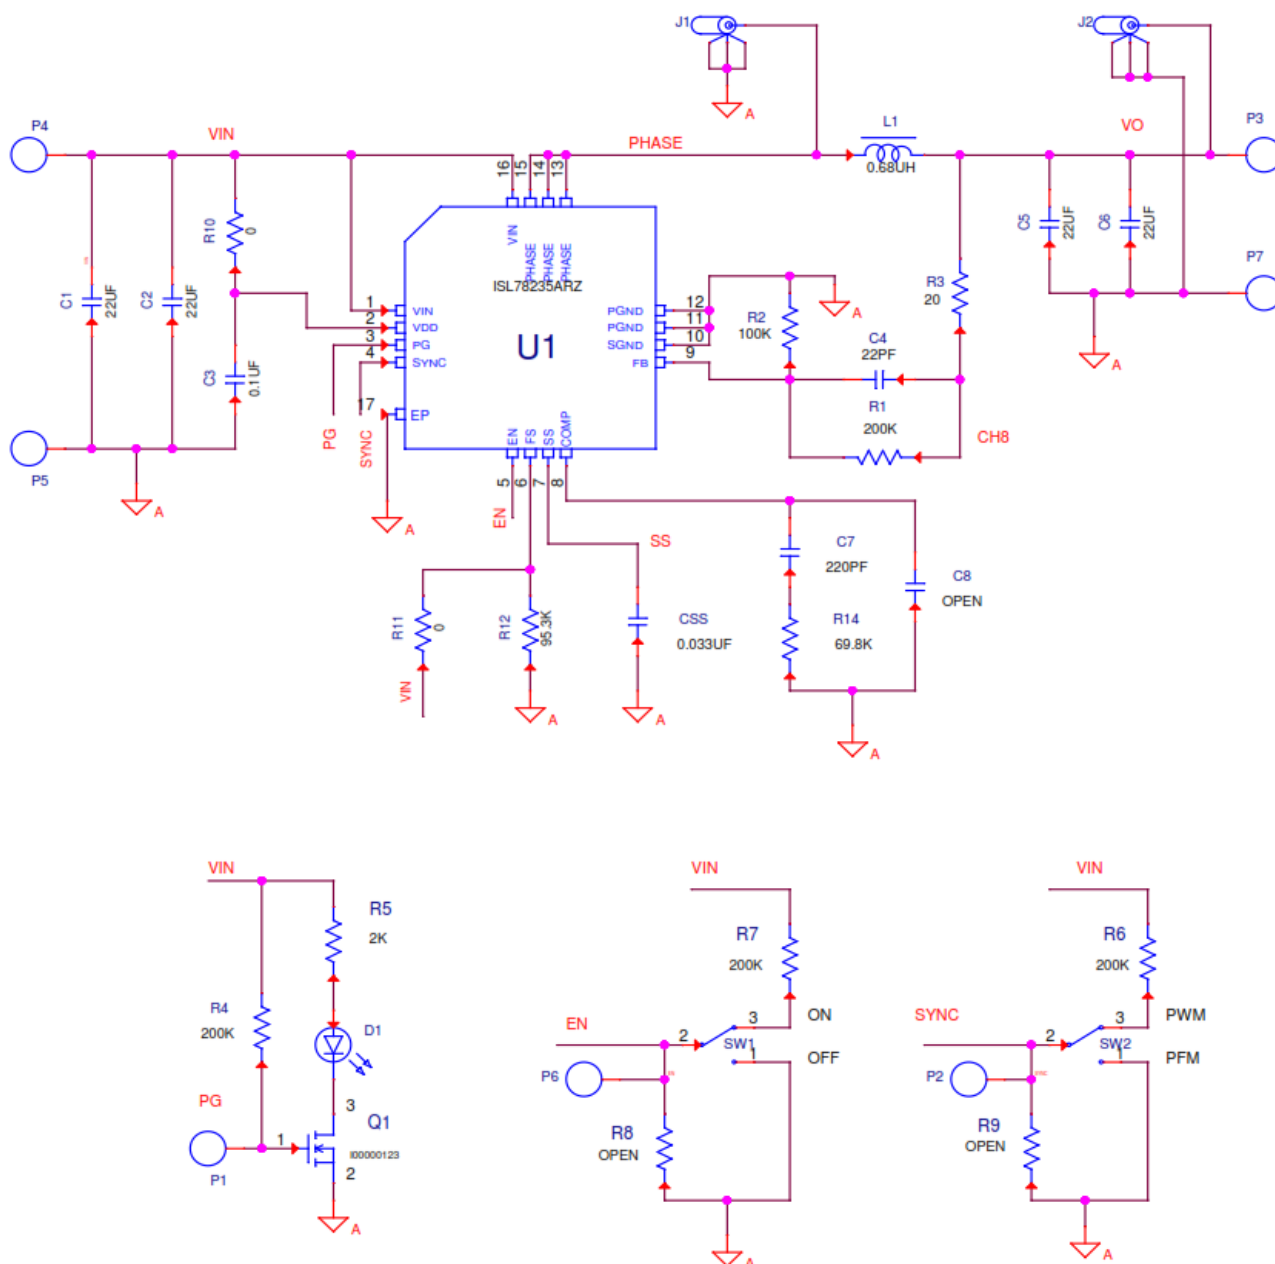 J1
J2
A
P4
VIN
PHASE
L1
0.68UH
VO
P3
16
15
14
13
VIN
PHASE
PHASE
PHASE
ISL78235ARZ
R10
0
C1
22UF
C2
22UF
C3
0.1UF
1
VIN
2
VDD
3
PG
4
SYNC
17
EP
U1
PGND
12
PGND
11
SGND
10
FB
9
A
R2
100K
C4
22PF
R1
200K
R3
20
C5
22UF
C6
22UF
P7
A
CH8
P5
A
PG
SYNC
A
EN
FS
SS
COMP
5
6
7
8
EN
SS
R11
0
R12
95.3K
VIN
CSS
0.033UF
C7
220PF
R14
69.8K
C8
OPEN
A
A
A
VIN
R5
2K
R4
200K
D1
PG
3
Q1
1
I00000123
2
P1
A
VIN
R7
200K
EN
2
3
ON
SW1
1
OFF
P6
R8
OPEN
A
VIN
R6
200K
SYNC
2
3
PWM
SW2
1
PFM
P2
R9
OPEN
A